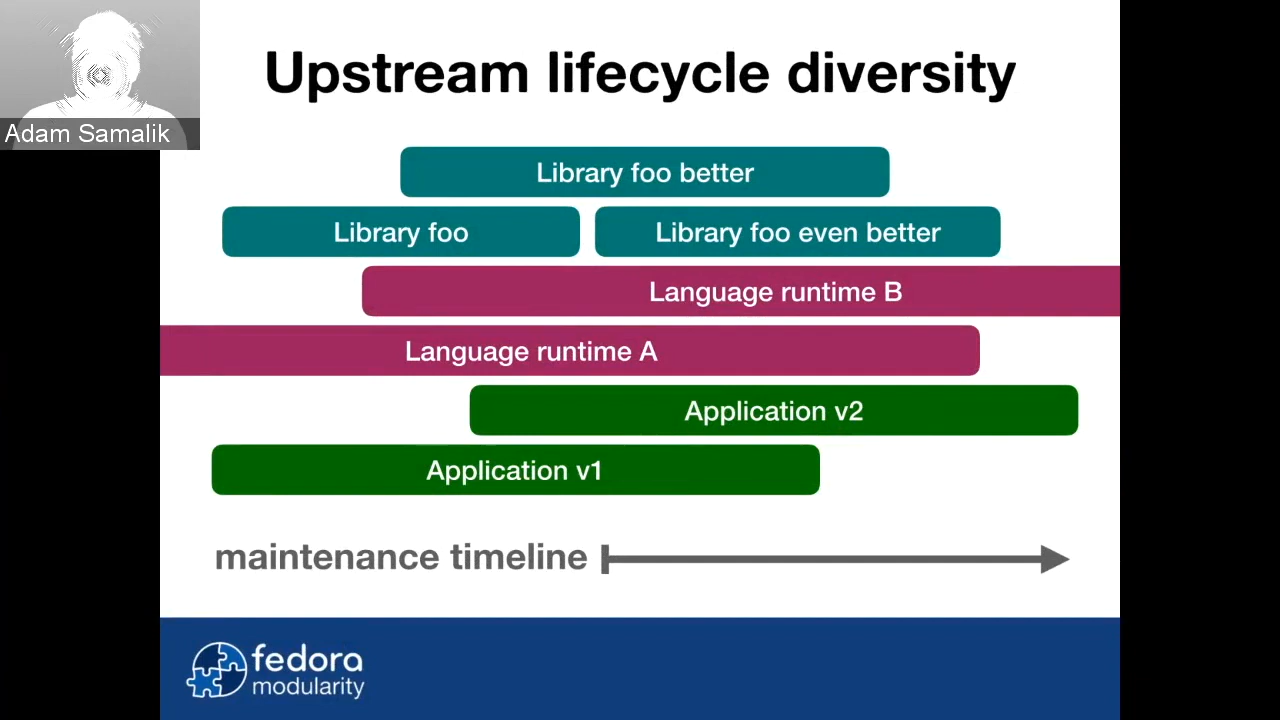 Upstream lifecycle diversity
Adam Samalik
Library foo better
Library foo
Library foo even better
Language runtime B
Language runtime A
Application v2
Application v1
maintenance timeline
fedora
modularity